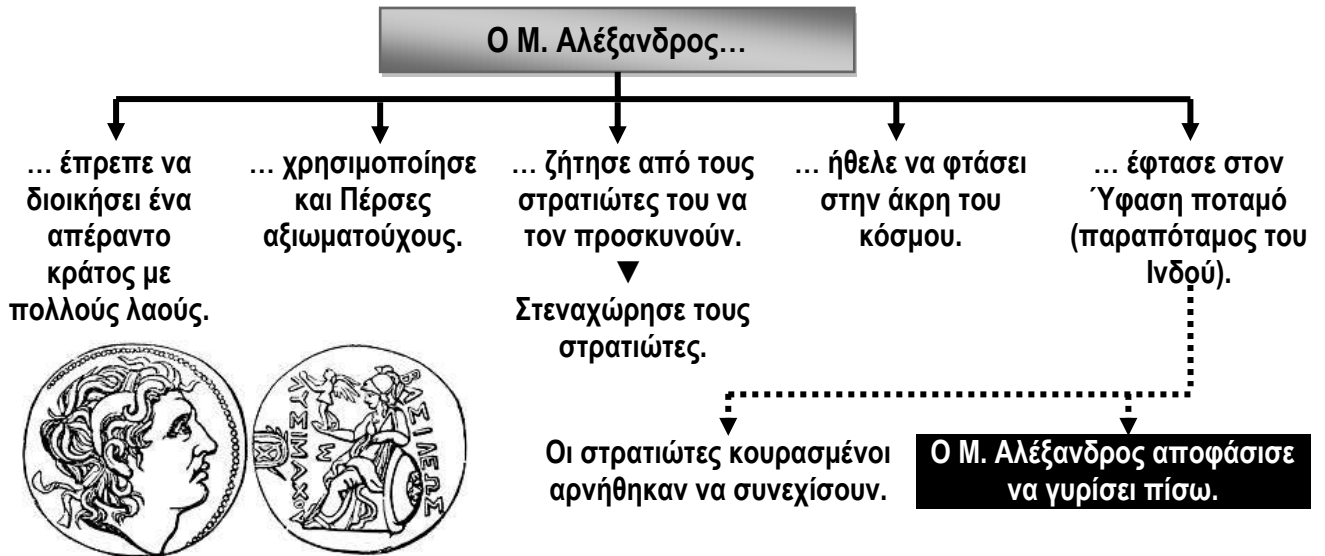 Ο Μ. Αλέξανδρος…
… έπρεπε να
διοικήσει ένα
απέραντο
κράτος με
πολλούς λαούς.
… χρησιμοποίησε
και Πέρσες
αξιωματούχους.
… ζήτησε από τους
στρατιώτες του να
τον προσκυνούν.
Στεναχώρησε τους
στρατιώτες.
… ήθελε να φτάσει
στην άκρη του
κόσμου.
… έφτασε στον
Ύφαση ποταμό
(παραπόταμος του
Ινδού).
Οι στρατιώτες κουρασμένοι
αρνήθηκαν να συνεχίσουν.
Ο Μ. Αλέξανδρος αποφάσισε
να γυρίσει πίσω.
ΒΑΣΙΛΕΩΣ
ΛΥΣΙΜΑΧΟΥ